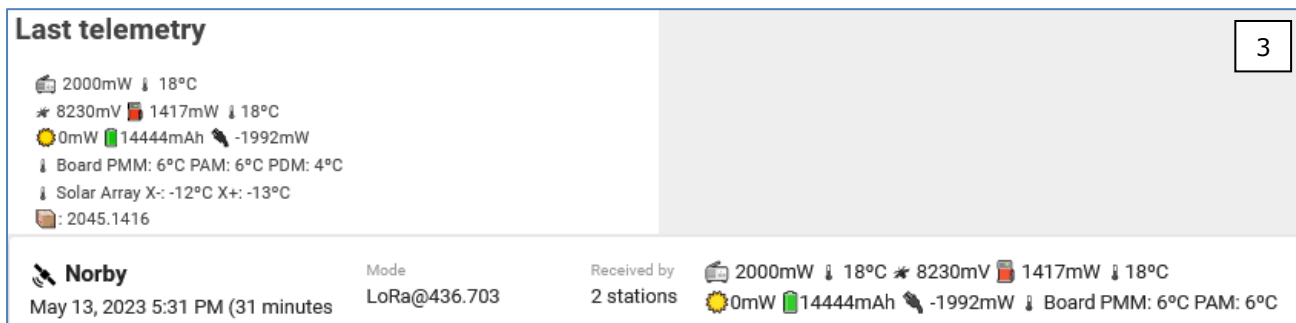 Last telemetry
3
2000mW 18ºC
8230mV 1417mW 18ºC
0mW 14444mAh -1992mW
Board PMM: 6ºC PAM: 6ºC PDM: 4ºC
Solar Array X-: -12ºC X+: -13ºC
: 2045.1416
Norby
May 13, 2023 5:31 PM (31 minutes
Mode
LoRa@436.703
Received by
2 stations
2000mW 18ºC 8230mV 1417mW 18ºC
0mW 14444mAh -1992mW Board PMM: 6ºC PAM: 6ºC